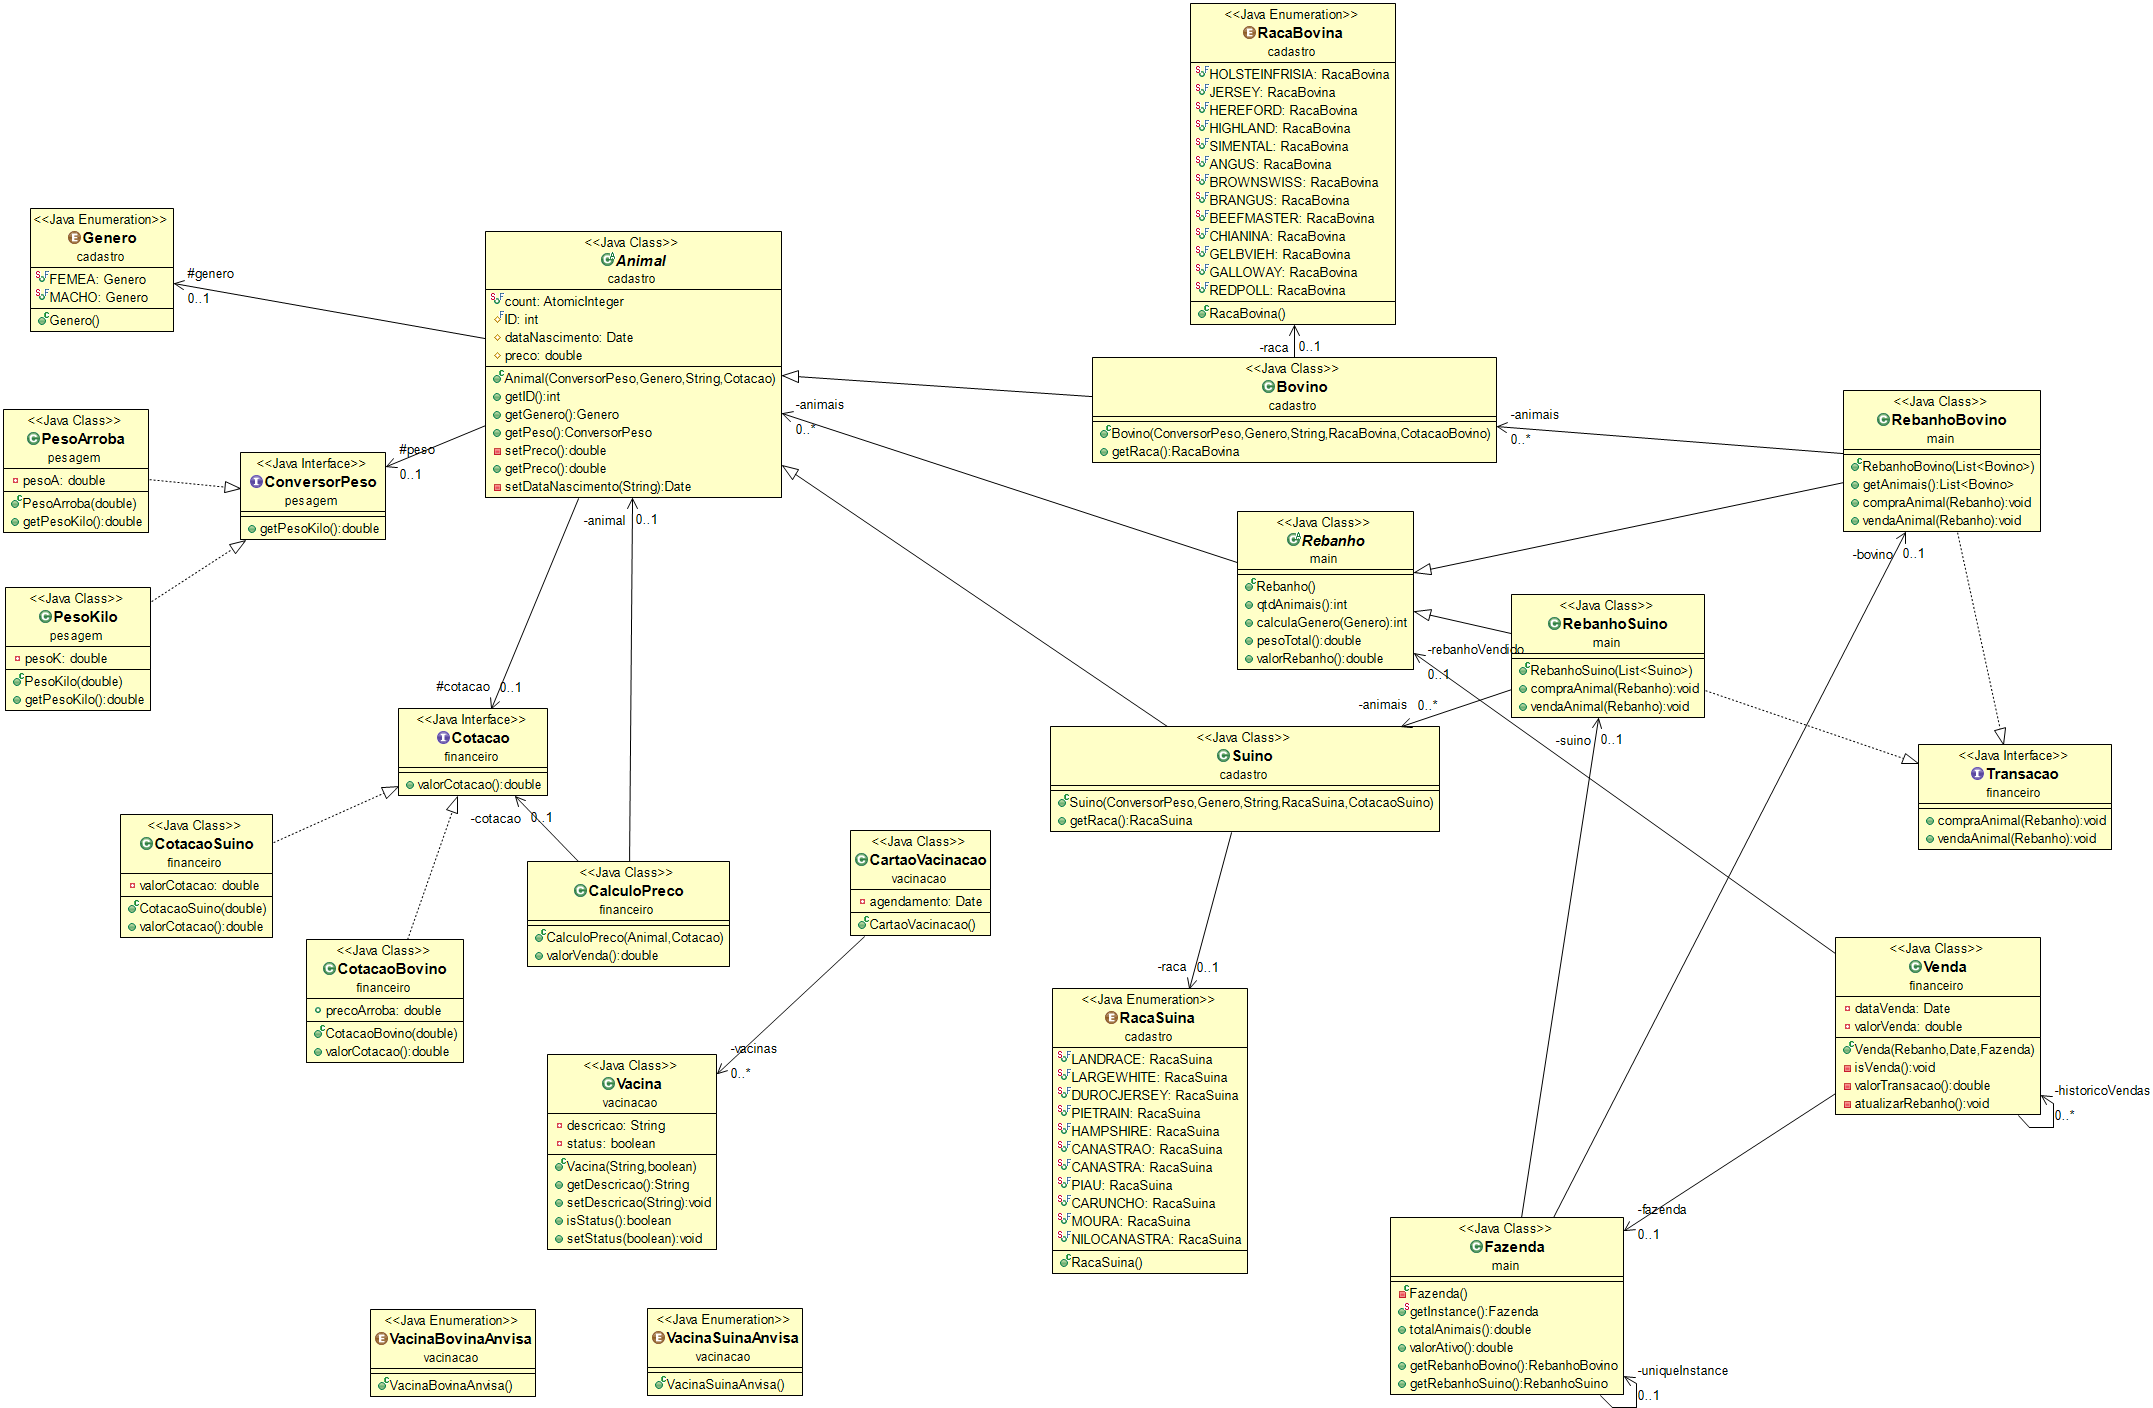 <<Java Enumeration>>
RacaBovina
cadastro
HOLSTEINFRISIA: RacaBovina
JERSEY: RacaBovina
HEREFORD: RacaBovina
HIGHLAND: RacaBovina
SIMENTAL: RacaBovina
ANGUS: RacaBovina
BROWNSWISS: RacaBovina
BRANGUS: RacaBovina
BEEFMASTER: RacaBovina
CHIANINA: RacaBovina
GELBVIEH: RacaBovina
GALLOWAY: RacaBovina
REDPOLL: RacaBovina
RacaBovina()
<<Java Enumeration>>
Genero
cadastro
FEMEA: Genero
MACHO: Genero
Genero()
#genero
0..1
<<Java Class>>
Animal
cadastro
count: AtomicInteger
ID: int
dataNascimento: Date
preco: double
Animal(ConversorPeso,Genero,String,Cotacao)
getID():int
getGenero():Genero
getPeso():ConversorPeso
setPreco():double
getPreco():double
setDataNascimento(String):Date
-raca
0..1
<<Java Class>>
Bovino
cadastro
Bovino(ConversorPeso,Genero,String,RacaBovina,CotacaoBovino)
getRaca():RacaBovina
-animais
0..*
-animais
0..*
<<Java Class>>
RebanhoBovino
main
RebanhoBovino(List<Bovino>)
getAnimais():List<Bovino>
compraAnimal(Rebanho):void
vendaAnimal(Rebanho):void
<<Java Class>>
PesoArroba
pesagem
pesoA: double
PesoArroba(double)
getPesoKilo():double
<<Java Interface>>
ConversorPeso
pesagem
getPesoKilo():double
#peso
0..1
-animal
0..1
<<Java Class>>
Rebanho
main
Rebanho()
qtdAnimais():int
calculaGenero(Genero):int
pesoTotal():double
valorRebanho():double
-bovino
0..1
<<Java Class>>
PesoKilo
pesagem
pesoK: double
PesoKilo(double)
getPesoKilo():double
<<Java Class>>
RebanhoSuino
main
RebanhoSuino(List<Suino>)
compraAnimal(Rebanho):void
vendaAnimal(Rebanho):void
-rebanhoVendido
0..1
#cotacao
0..1
-animais
0..*
-suino
0..1
<<Java Interface>>
Cotacao
financeiro
valorCotacao():double
<<Java Class>>
Suino
cadastro
Suino(ConversorPeso,Genero,String,RacaSuina,CotacaoSuino)
getRaca():RacaSuina
<<Java Interface>>
Transacao
financeiro
compraAnimal(Rebanho):void
vendaAnimal(Rebanho):void
-cotacao
0..1
<<Java Class>>
CotacaoSuino
financeiro
valorCotacao: double
CotacaoSuino(double)
valorCotacao():double
<<Java Class>>
CalculoPreco
financeiro
CalculoPreco(Animal,Cotacao)
valorVenda():double
<<Java Class>>
CartaoVacinacao
vacinacao
agendamento: Date
CartaoVacinacao()
<<Java Class>>
CotacaoBovino
financeiro
precoArroba: double
CotacaoBovino(double)
valorCotacao():double
-raca
0..1
<<Java Class>>
Venda
financeiro
dataVenda: Date
valorVenda: double
Venda(Rebanho,Date,Fazenda)
isVenda():void
valorTransacao():double
atualizarRebanho():void
-historicoVendas
0..*
-vacinas
0..*
<<Java Class>>
Vacina
vacinacao
descricao: String
status: boolean
Vacina(String,boolean)
getDescricao():String
setDescricao(String):void
isStatus():boolean
setStatus(boolean):void
<<Java Enumeration>>
RacaSuina
cadastro
LANDRACE: RacaSuina
LARGEWHITE: RacaSuina
DUROCJERSEY: RacaSuina
PIETRAIN: RacaSuina
HAMPSHIRE: RacaSuina
CANASTRAO: RacaSuina
CANASTRA: RacaSuina
PIAU: RacaSuina
CARUNCHO: RacaSuina
MOURA: RacaSuina
NILOCANASTRA: RacaSuina
RacaSuina()
-fazenda
0..1
<<Java Class>>
Fazenda
main
Fazenda()
getInstance():Fazenda
totalAnimais():double
valorAtivo():double
getRebanhoBovino():RebanhoBovino
getRebanhoSuino():RebanhoSuino
-uniqueInstance
0..1
<<Java Enumeration>>
VacinaBovinaAnvisa
vacinacao
VacinaBovinaAnvisa()
<<Java Enumeration>>
VacinaSuinaAnvisa
vacinacao
VacinaSuinaAnvisa()